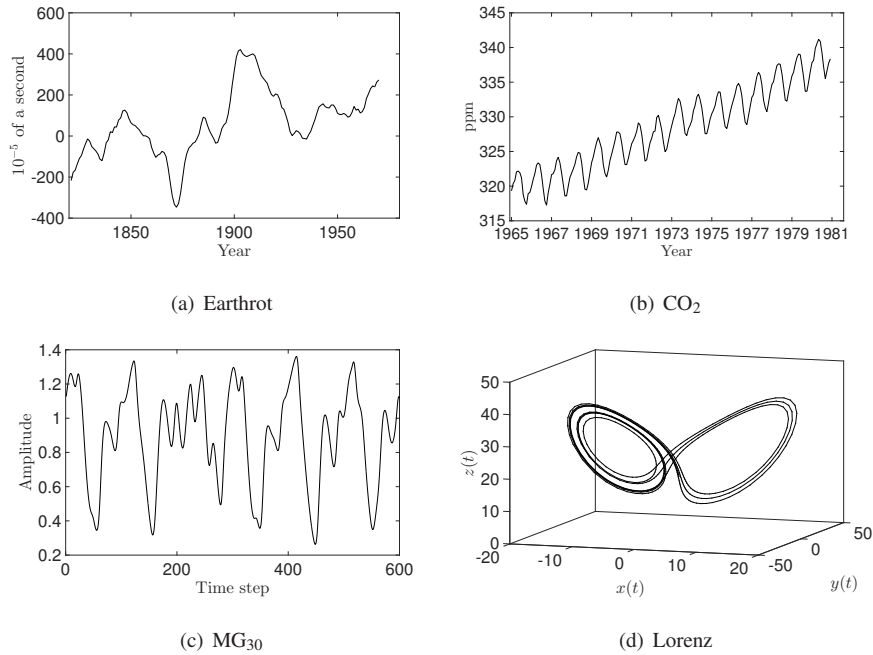 400
200
0
-200
-400
10⁻⁵ of a second
1850 1900 1950
Year
(a) Earthrot
ppm
340
335
330
325
320
315
ppm
1965 1967 1969 1971 1973 1975 1977 1979 1981
Year
(b) CO₂
1.4
1.2
1
0.8
0.6
0.4
0.2
Amplitude
0 200 400 600
Time step
(c) MG₃₀
50
40
30
20
10
0
z(t)
-20 -10 0 10 20
x(t)
-50 0 50
y(t)
(d) Lorenz